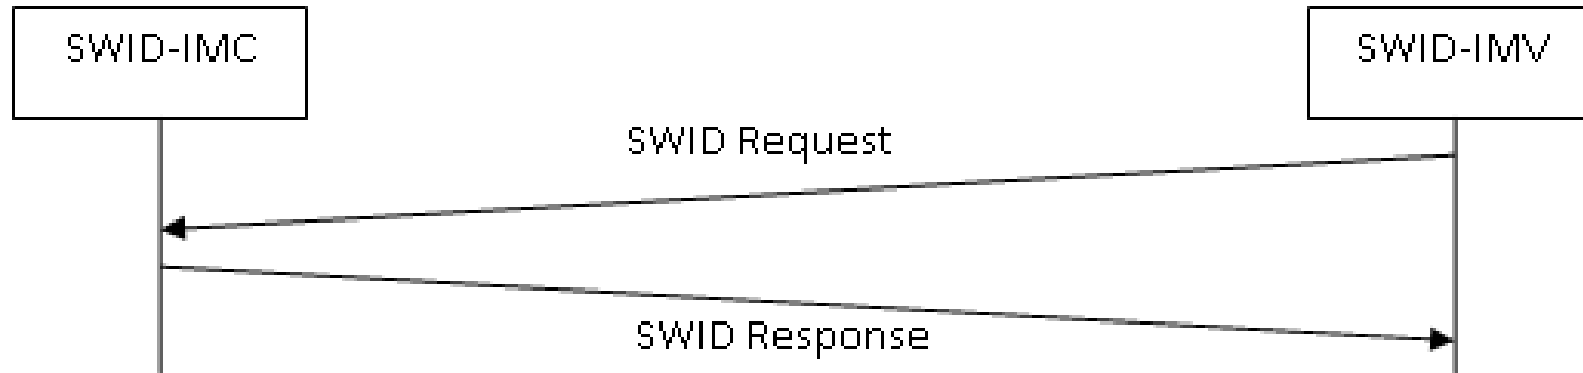 SWID-IMC
SWID-IMV
SWID Request
SWID Response